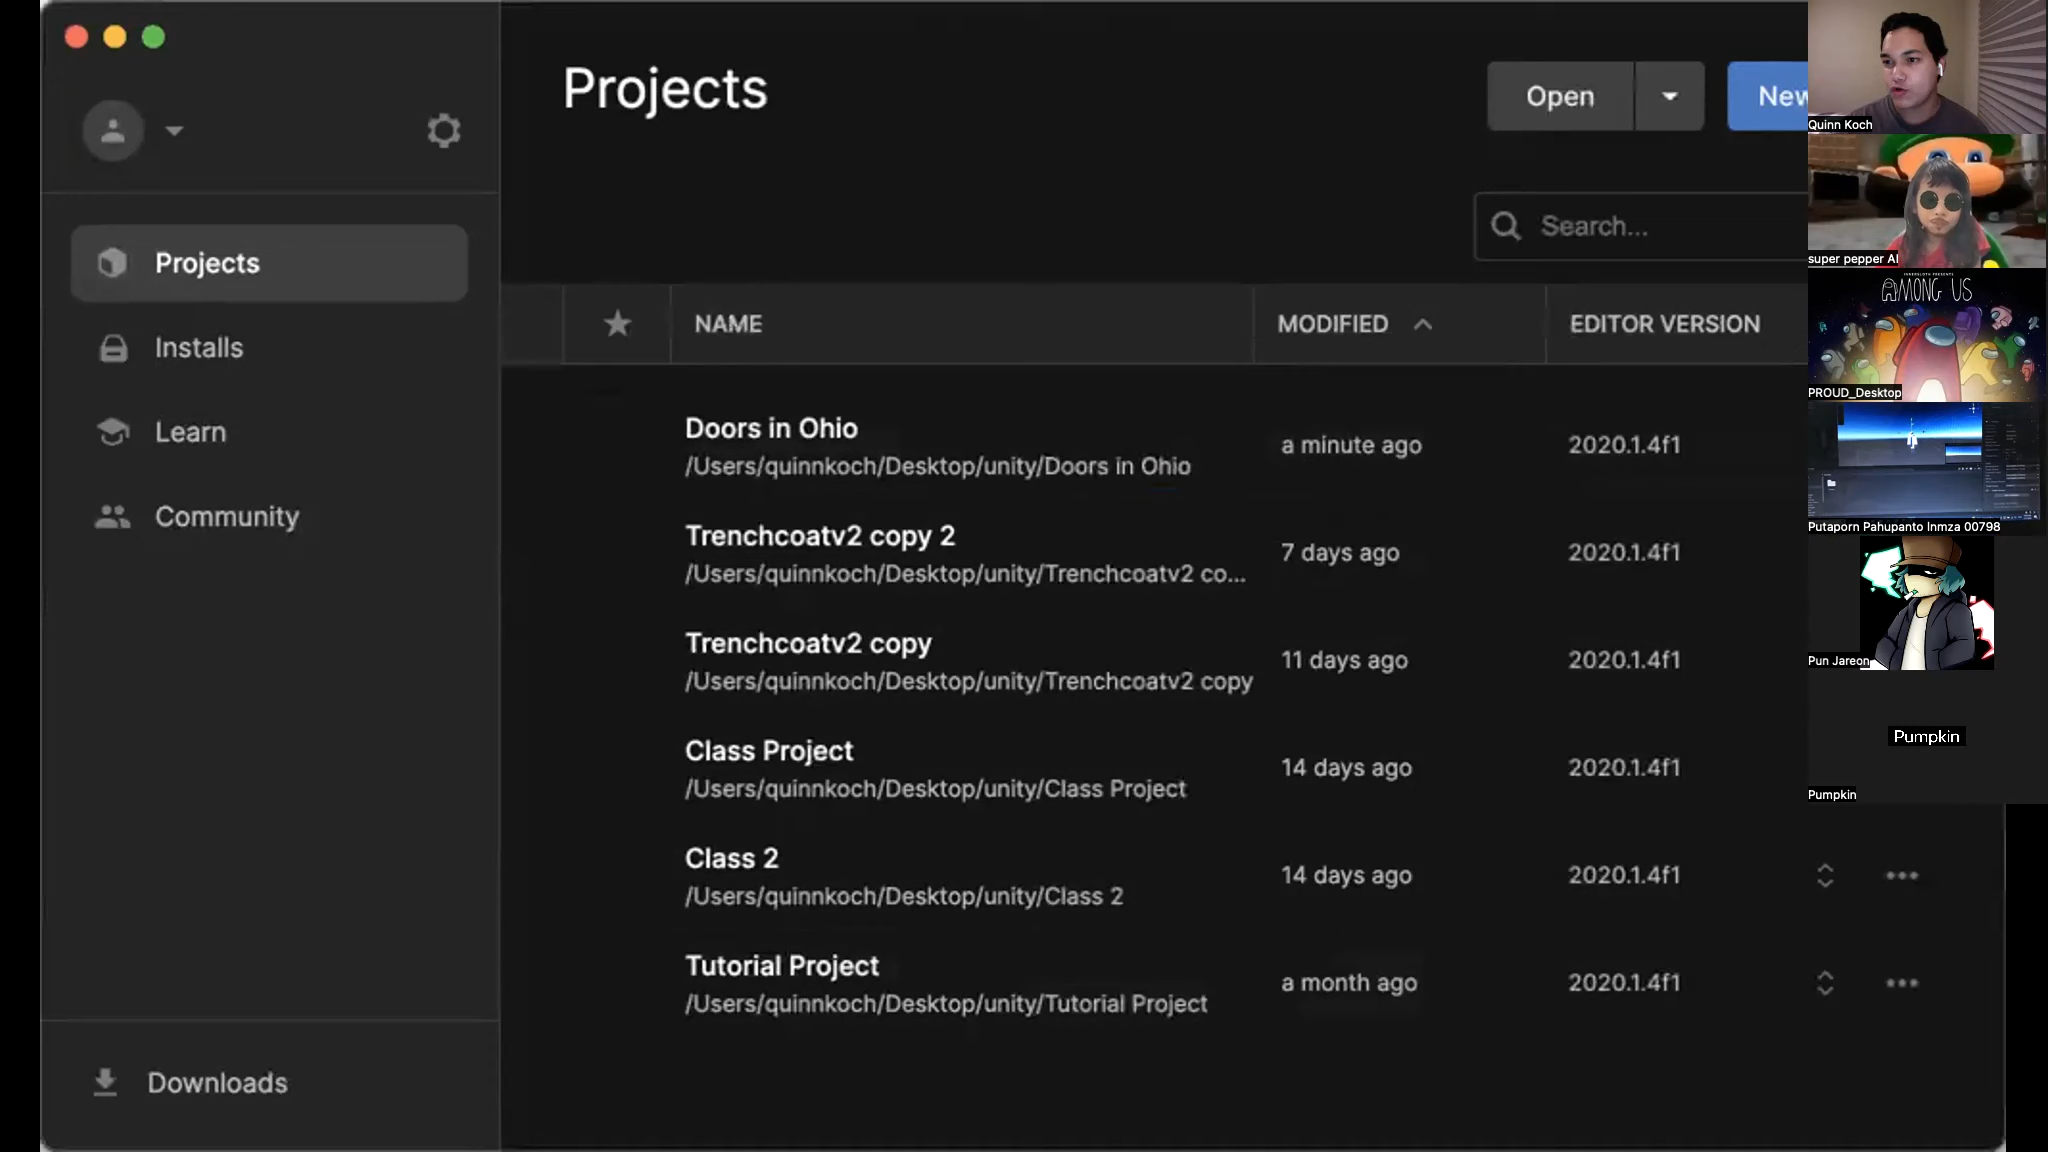 Projects
Open
New
Search...
Projects
Installs
Learn
Community
Downloads
NAME
MODIFIED
EDITOR VERSION
Doors in Ohio
/Users/quinnkoch/Desktop/unity/Doors in Ohio
a minute ago
2020.1.4f1
Trenchcoatv2 copy 2
/Users/quinnkoch/Desktop/unity/Trenchcoatv2 co...
7 days ago
2020.1.4f1
Trenchcoatv2 copy
/Users/quinnkoch/Desktop/unity/Trenchcoatv2 copy
11 days ago
2020.1.4f1
Class Project
/Users/quinnkoch/Desktop/unity/Class Project
14 days ago
2020.1.4f1
Class 2
/Users/quinnkoch/Desktop/unity/Class 2
14 days ago
2020.1.4f1
Tutorial Project
/Users/quinnkoch/Desktop/unity/Tutorial Project
a month ago
2020.1.4f1
Quinn Koch
super pepper
INNERSLOTH PRESENTS
AMONG US
PROUD_Desktop
Putaporn Pahupanto Inmza 00798
Pun Jareon
Pumpkin
Pumpkin